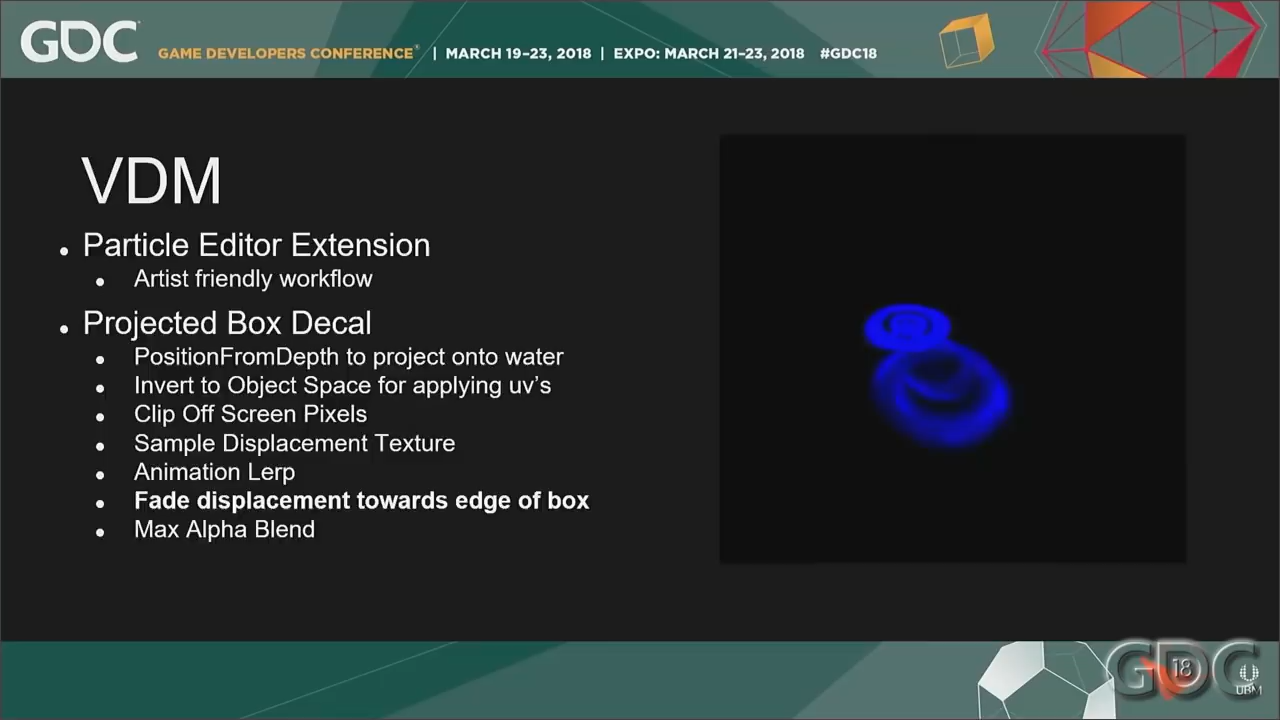 GDC GAME DEVELOPERS CONFERENCE® | MARCH 19–23, 2018 | EXPO: MARCH 21–23, 2018 #GDC18
VDM
Particle Editor Extension
Artist friendly workflow
Projected Box Decal
PositionFromDepth to project onto water
Invert to Object Space for applying uv’s
Clip Off Screen Pixels
Sample Displacement Texture
Animation Lerp
Fade displacement towards edge of box
Max Alpha Blend
GDC 18 UBM